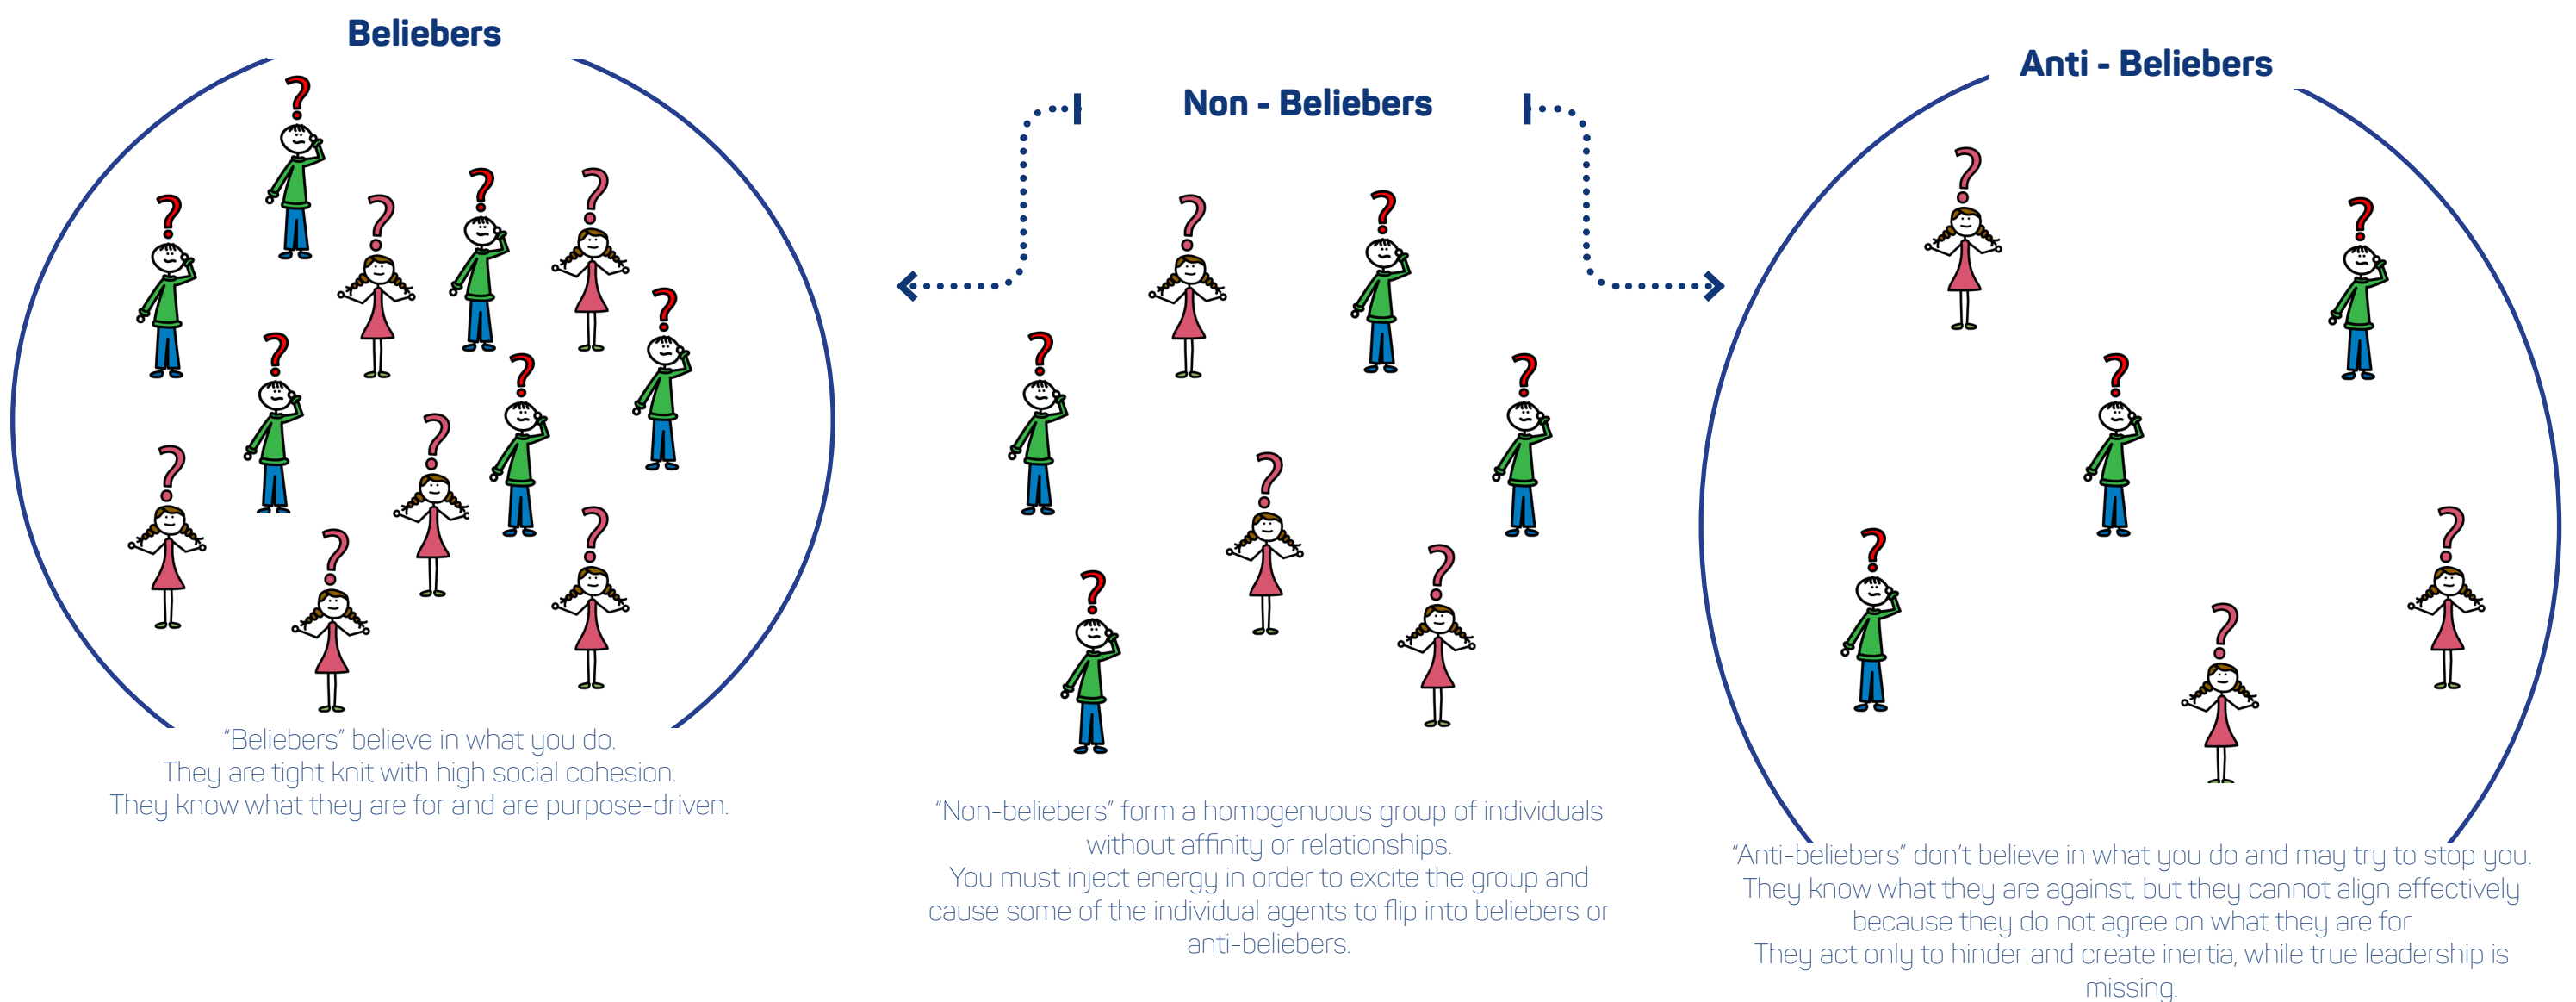 Beliebers
Non - Beliebers
Anti - Beliebers
“Beliebers” believe in what you do.
They are tight knit with high social cohesion.
They know what they are for and are purpose-driven.
“Non-beliebers” form a homogenuous group of individuals
without affinity or relationships.
You must inject energy in order to excite the group and
cause some of the individual agents to flip into beliebers or
anti-beliebers.
“Anti-beliebers” don’t believe in what you do and may try to stop you.
They know what they are against, but they cannot align effectively
because they do not agree on what they are for
They act only to hinder and create inertia, while true leadership is
missing.